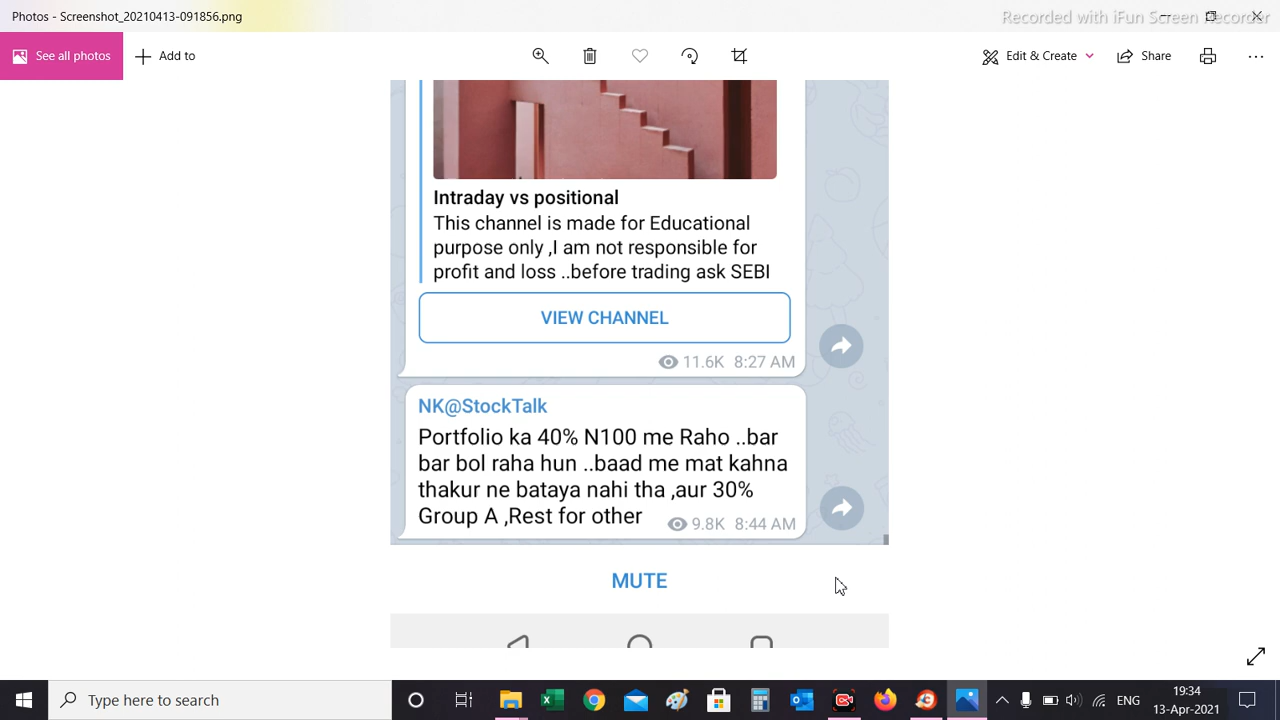 Photos - Screenshot_20210413-091856.png
Recorded with iFun Screen Recorder
See all photos
Add to
Edit & Create
Share
Intraday vs positional
This channel is made for Educational
purpose only ,I am not responsible for
profit and loss ..before trading ask SEBI
VIEW CHANNEL
11.6K 8:27 AM
NK@StockTalk
Portfolio ka 40% N100 me Raho ..bar
bar bol raha hun ..baad me mat kahna
thakur ne bataya nahi tha ,aur 30%
Group A ,Rest for other
9.8K 8:44 AM
MUTE
Type here to search
ENG
19:34
13-Apr-2021